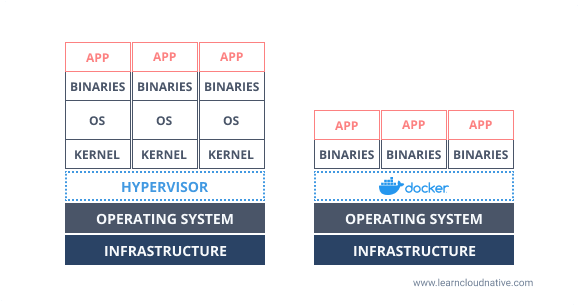 APP APP APP
BINARIES BINARIES BINARIES
OS OS OS
KERNEL KERNEL KERNEL
HYPERVISOR
OPERATING SYSTEM
INFRASTRUCTURE
APP APP APP
BINARIES BINARIES BINARIES
docker
OPERATING SYSTEM
INFRASTRUCTURE
www.learncloudnative.com